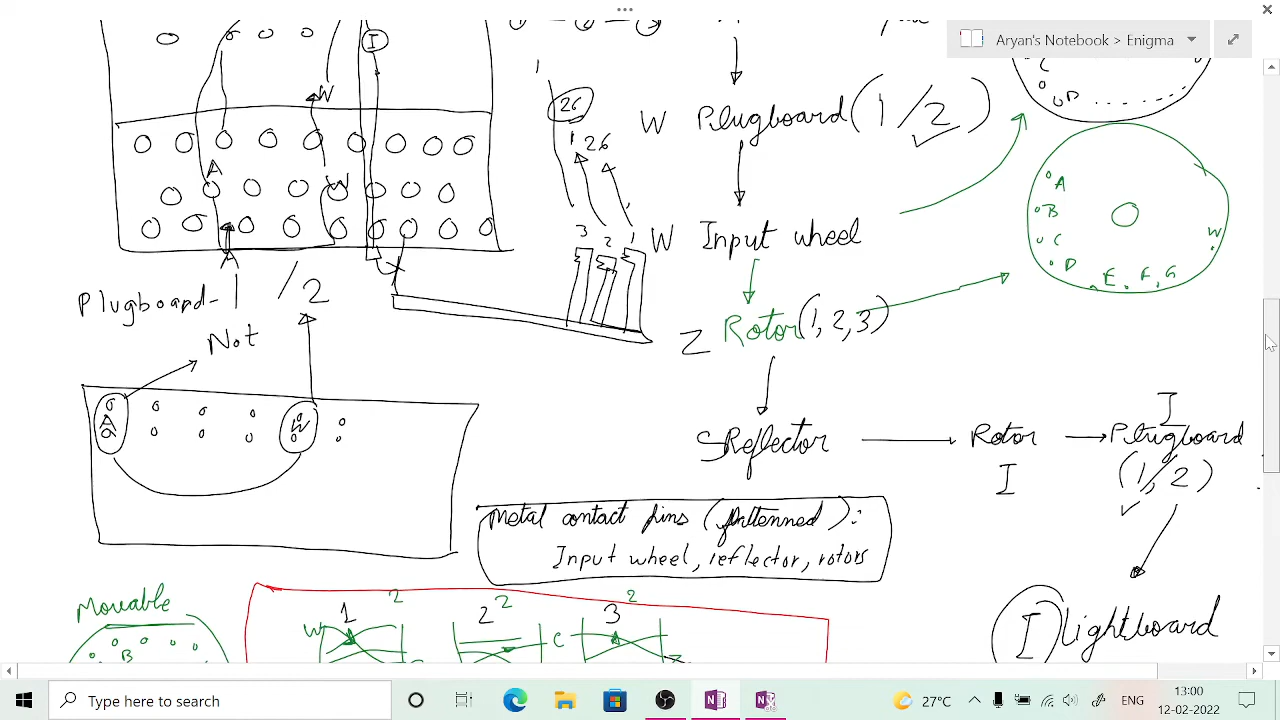 Aryan's Notebook > Enigma
I
W
W Plugboard (1/2)
26
1
26
3
2
1
W Input wheel
A
B
C
D
E
F
G
W
A
W
A
Plugboard-1 /2
Not
Z Rotor (1, 2, 3)
A
W
S Reflector
Rotor
I
I
Plugboard
(1, 2)
Metal contact pins (patterned):
Input wheel, reflector, rotors
Movable
B
1 2
2 2
3 2
W
C
I lightboard
C
D
Type here to search
27°C
ENG
13:00
12-02-2022